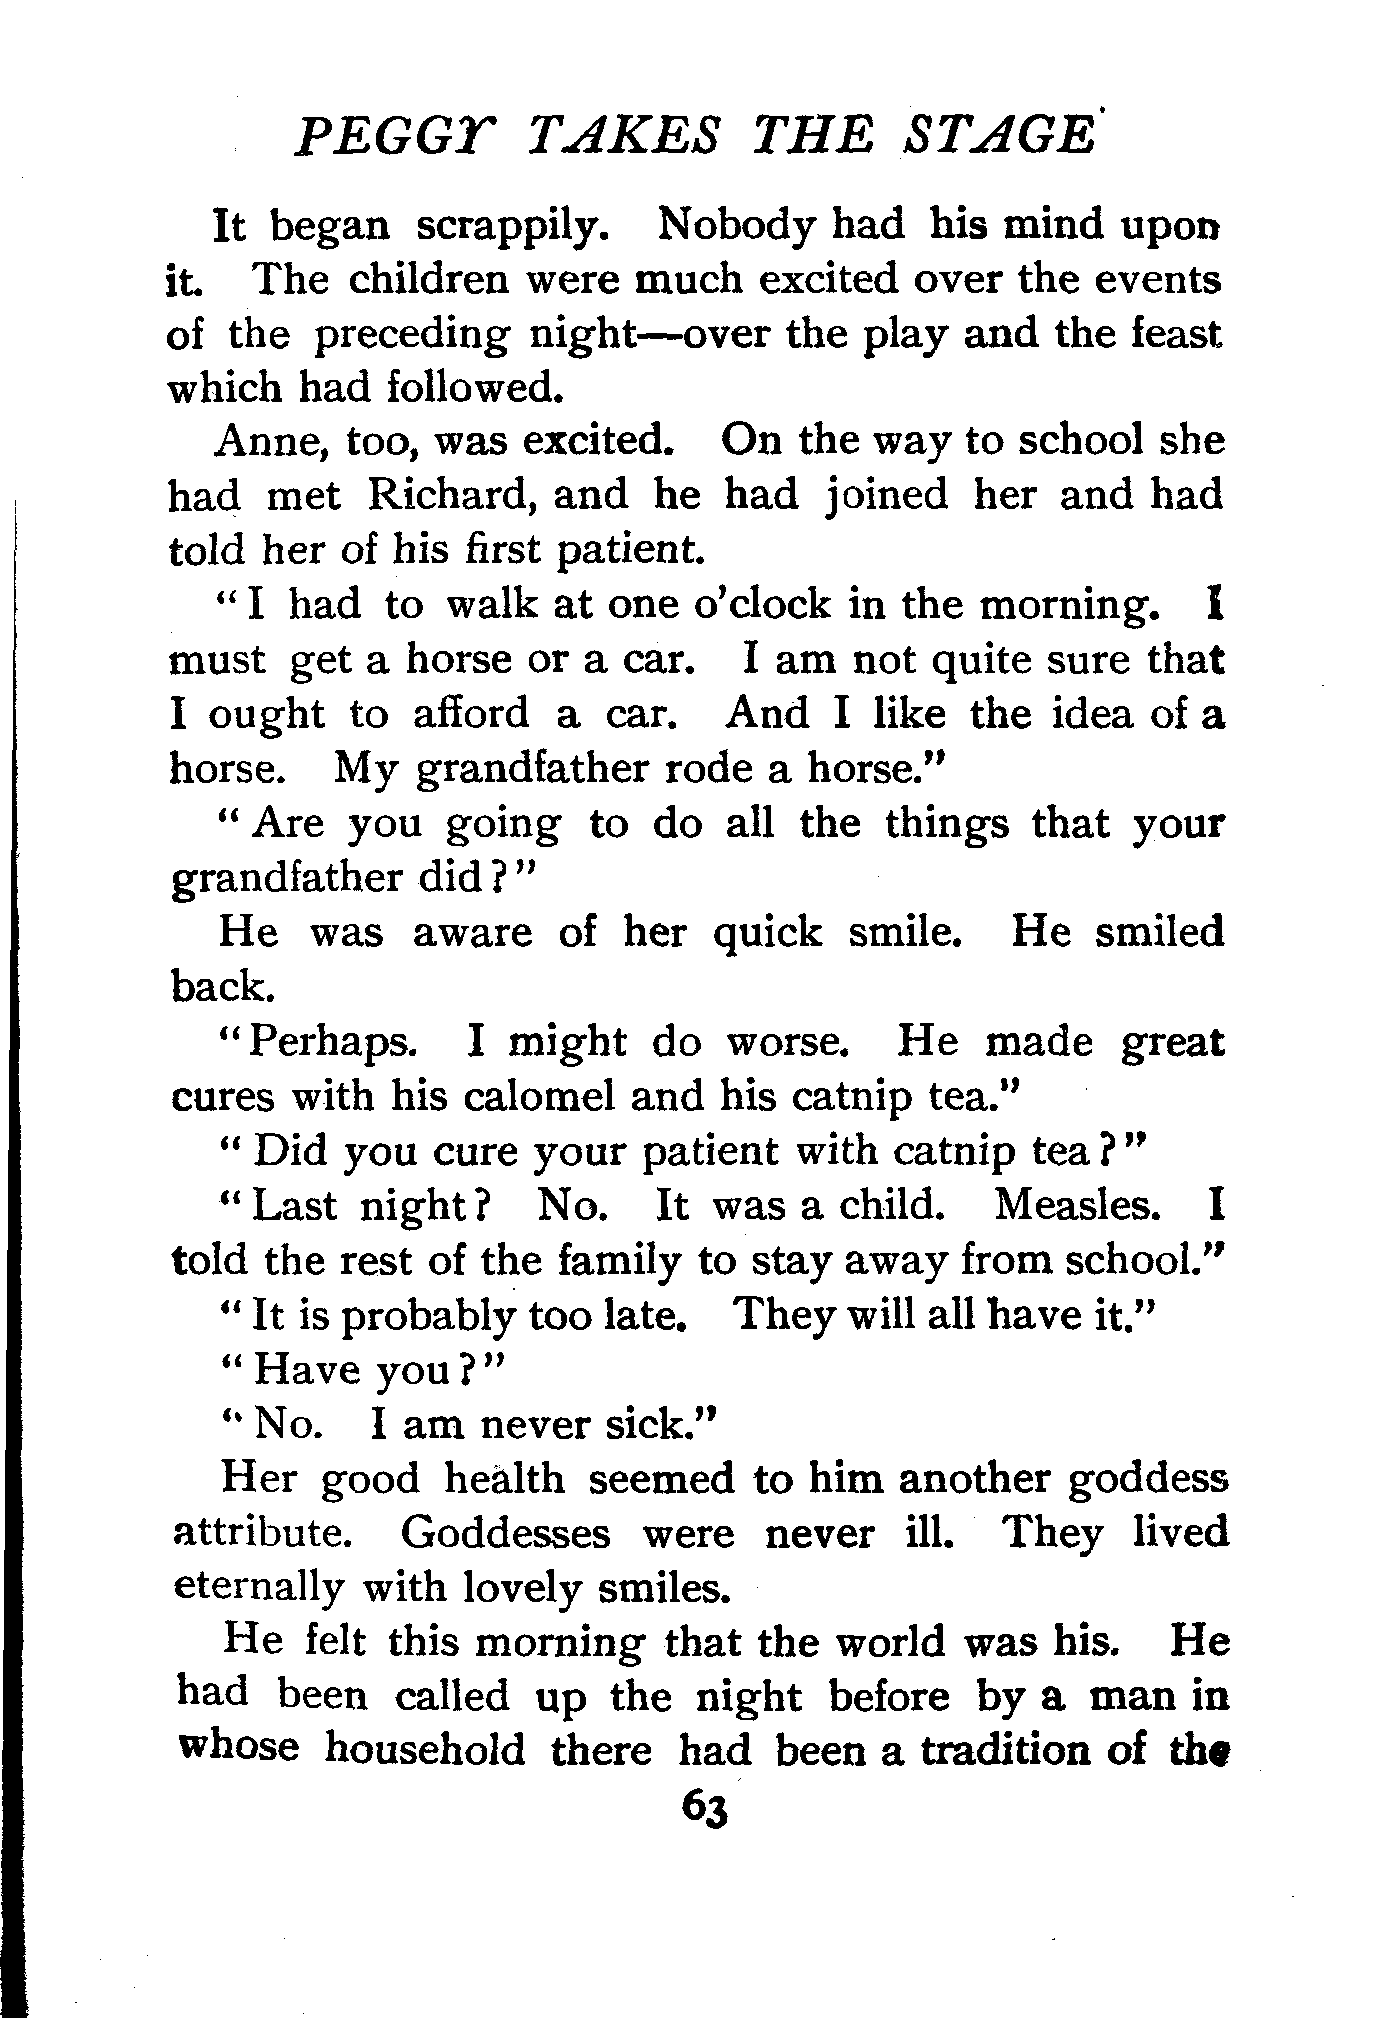 PEGGY TAKES THE STAGE
It began scrappily. Nobody had his mind upon
it. The children were much excited over the events
of the preceding night—over the play and the feast
which had followed.
Anne, too, was excited. On the way to school she
had met Richard, and he had joined her and had
told her of his first patient.
“I had to walk at one o'clock in the morning. I
must get a horse or a car. I am not quite sure that
I ought to afford a car. And I like the idea of a
horse. My grandfather rode a horse.”
“Are you going to do all the things that your
grandfather did?”
He was aware of her quick smile. He smiled
back.
“Perhaps. I might do worse. He made great
cures with his calomel and his catnip tea.”
“Did you cure your patient with catnip tea?”
“Last night? No. It was a child. Measles. I
told the rest of the family to stay away from school.”
“It is probably too late. They will all have it.”
“Have you?”
“No. I am never sick.”
Her good health seemed to him another goddess
attribute. Goddesses were never ill. They lived
eternally with lovely smiles.
He felt this morning that the world was his. He
had been called up the night before by a man in
whose household there had been a tradition of the
63